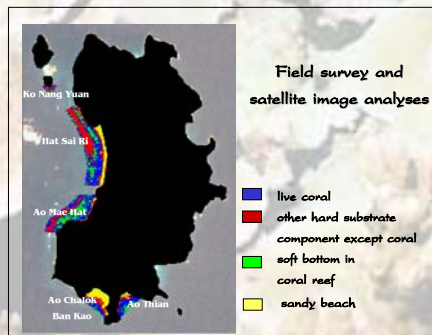 Field survey and
satellite image analyses
Ko Nang Yuan
Hat Sai Ri
Ao Mae Hat
Ao Chalok
Ban Kao
Ao Thian
live coral
other hard substrate
component except coral
soft bottom in
coral reef
sandy beach